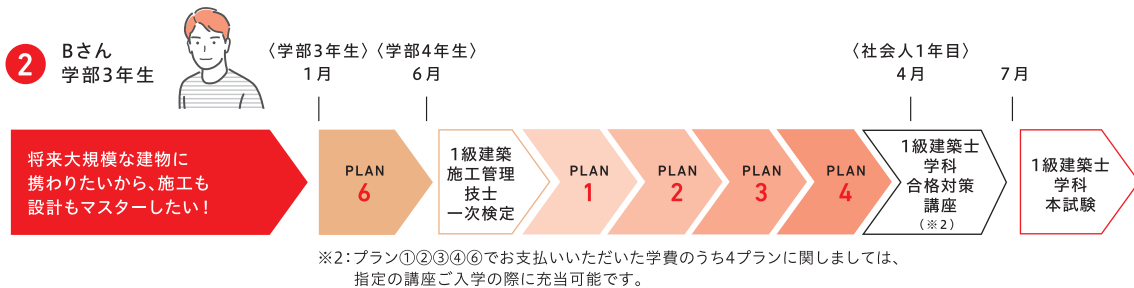 2
Bさん
学部3年生
〈学部3年生〉
1月
〈学部4年生〉
6月
〈社会人1年目〉
4月
7月
将来大規模な建物に
携わりたいから、施工も
設計もマスターしたい！
PLAN
6
1級建築
施工管理
技士
一次検定
PLAN
1
PLAN
2
PLAN
3
PLAN
4
1級建築士
学科
合格対策
講座
（※2）
1級建築士
学科
本試験
※2：プラン①②③④⑥でお支払いいただいた学費のうち4プランに関しましては、
指定の講座ご入学の際に充当可能です。